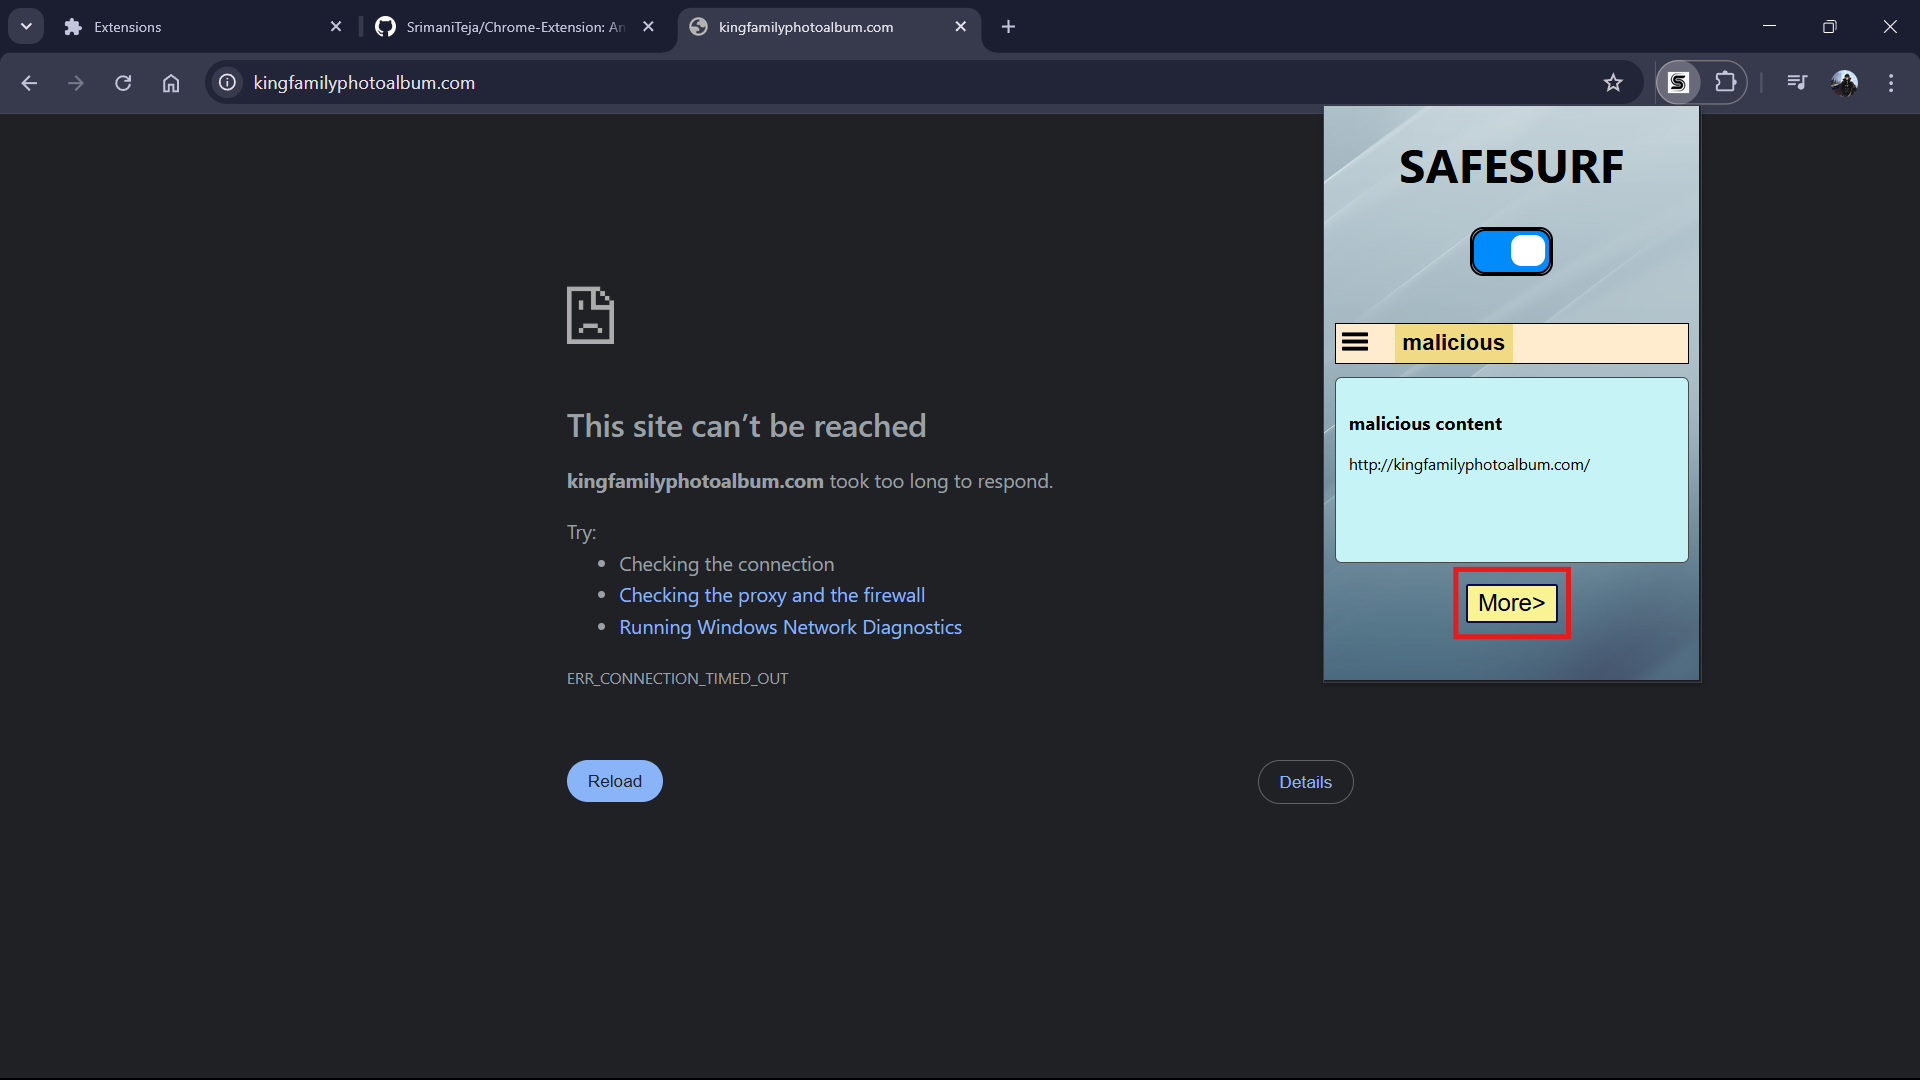 Extensions
SrimaniTeja/Chrome-Extension: An
kingfamilyphotoalbum.com
kingfamilyphotoalbum.com
SAFESURF
malicious
malicious content
http://kingfamilyphotoalbum.com/
More>
This site can’t be reached
kingfamilyphotoalbum.com took too long to respond.
Try:
Checking the connection
Checking the proxy and the firewall
Running Windows Network Diagnostics
ERR_CONNECTION_TIMED_OUT
Reload
Details